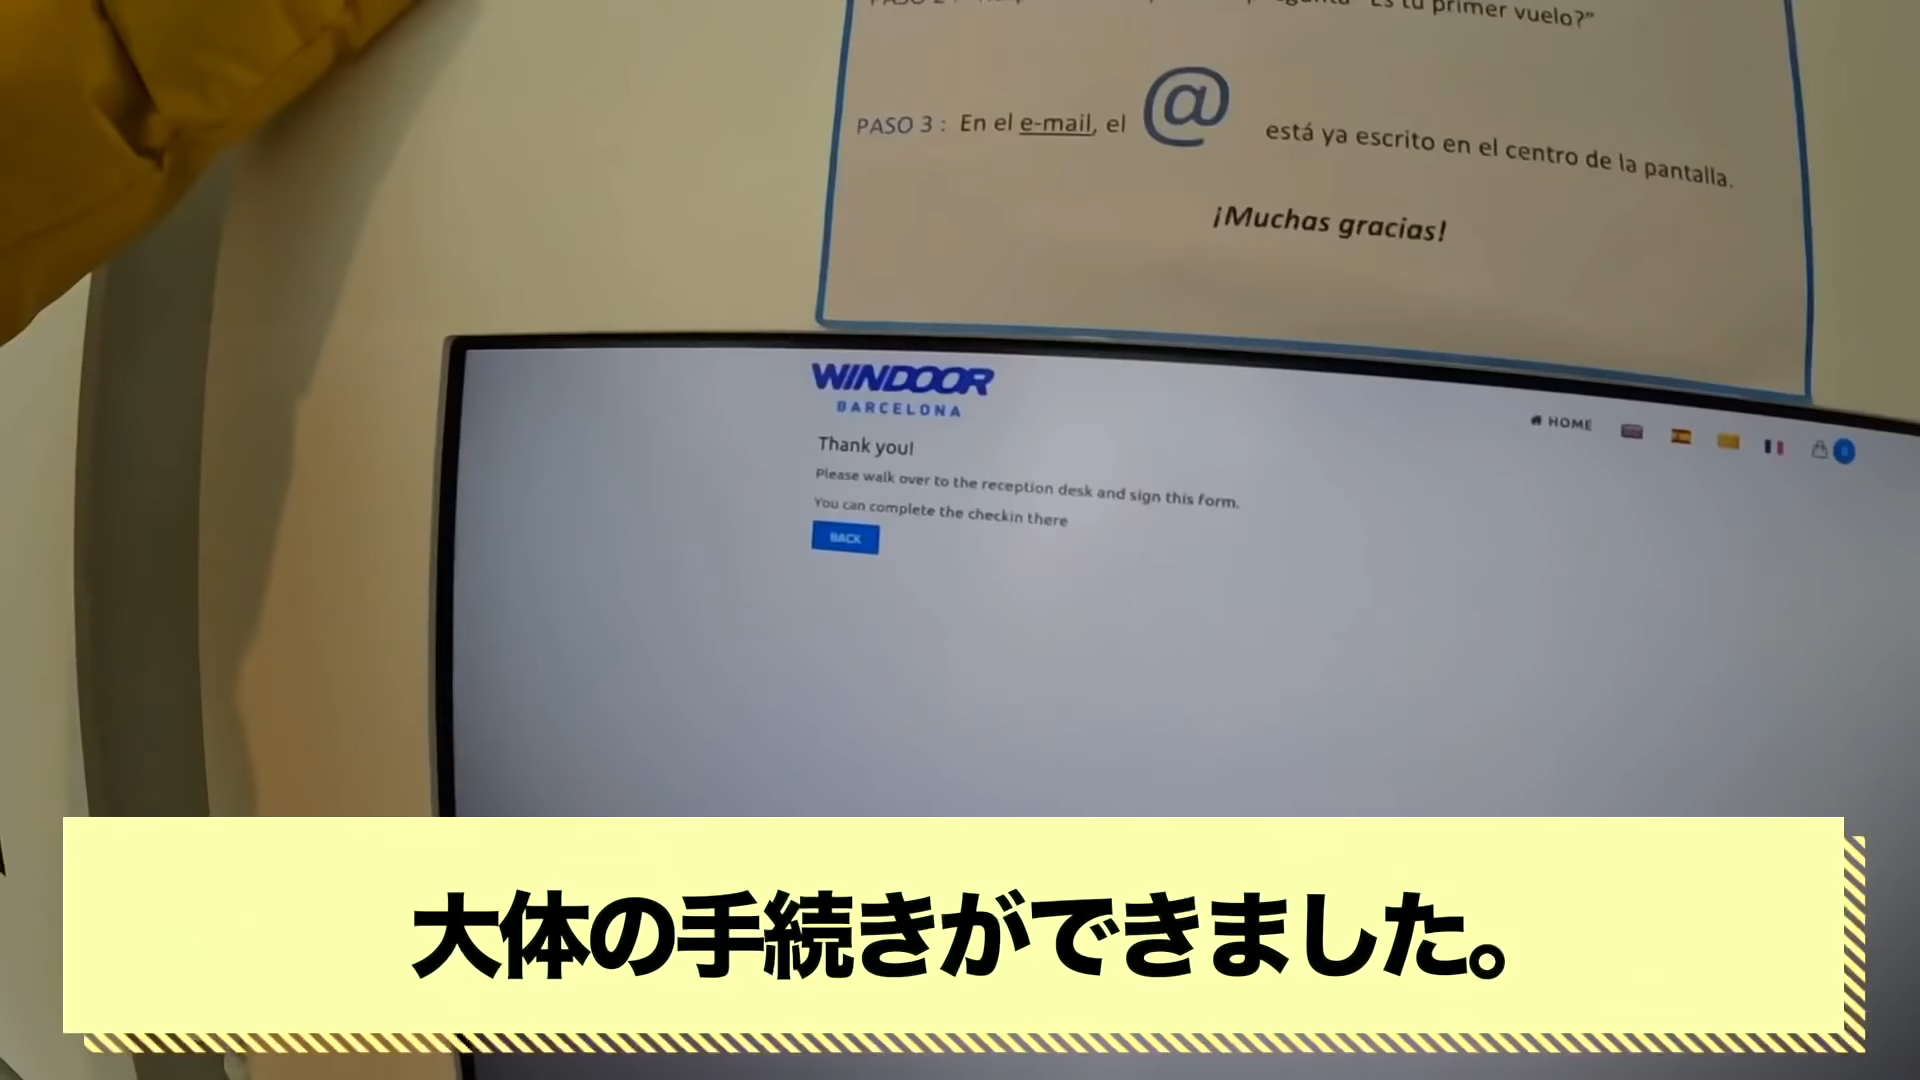 Es tu primer vuelo?”
PASO 3 : En el e-mail, el @ está ya escrito en el centro de la pantalla.
¡Muchas gracias!
WINDOOR
BARCELONA
HOME
Thank you!
Please walk over to the reception desk and sign this form.
You can complete the checkin there
BACK
大体の手続きができました。